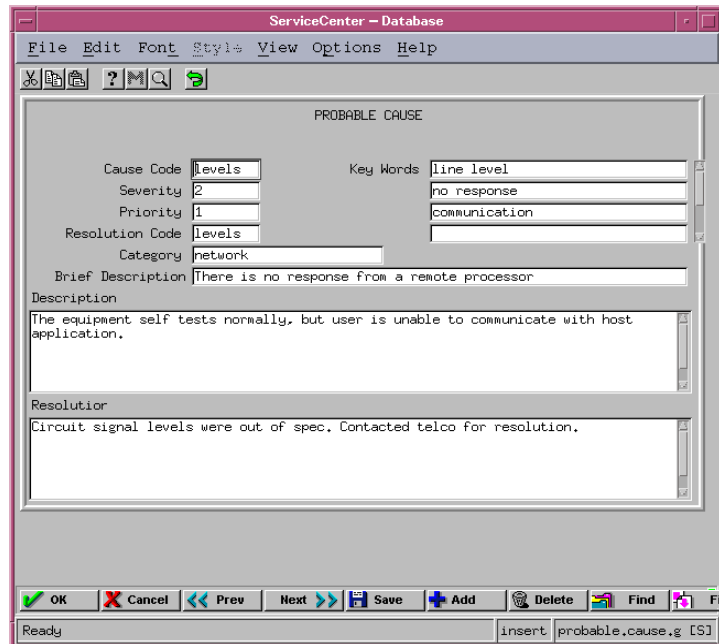 ServiceCenter – Database
File Edit Font Style View Options Help
PROBABLE CAUSE
Cause Code levels Key Words line level
Severity 2 no response
Priority 1 communication
Resolution Code levels
Category network
Brief Description There is no response from a remote processor
Description
The equipment self tests normally, but user is unable to communicate with host
application.
Resolutior
Circuit signal levels were out of spec. Contacted telco for resolution.
OK Cancel Prev Next Save Add Delete Find F
Ready insert probable.cause.g [S]